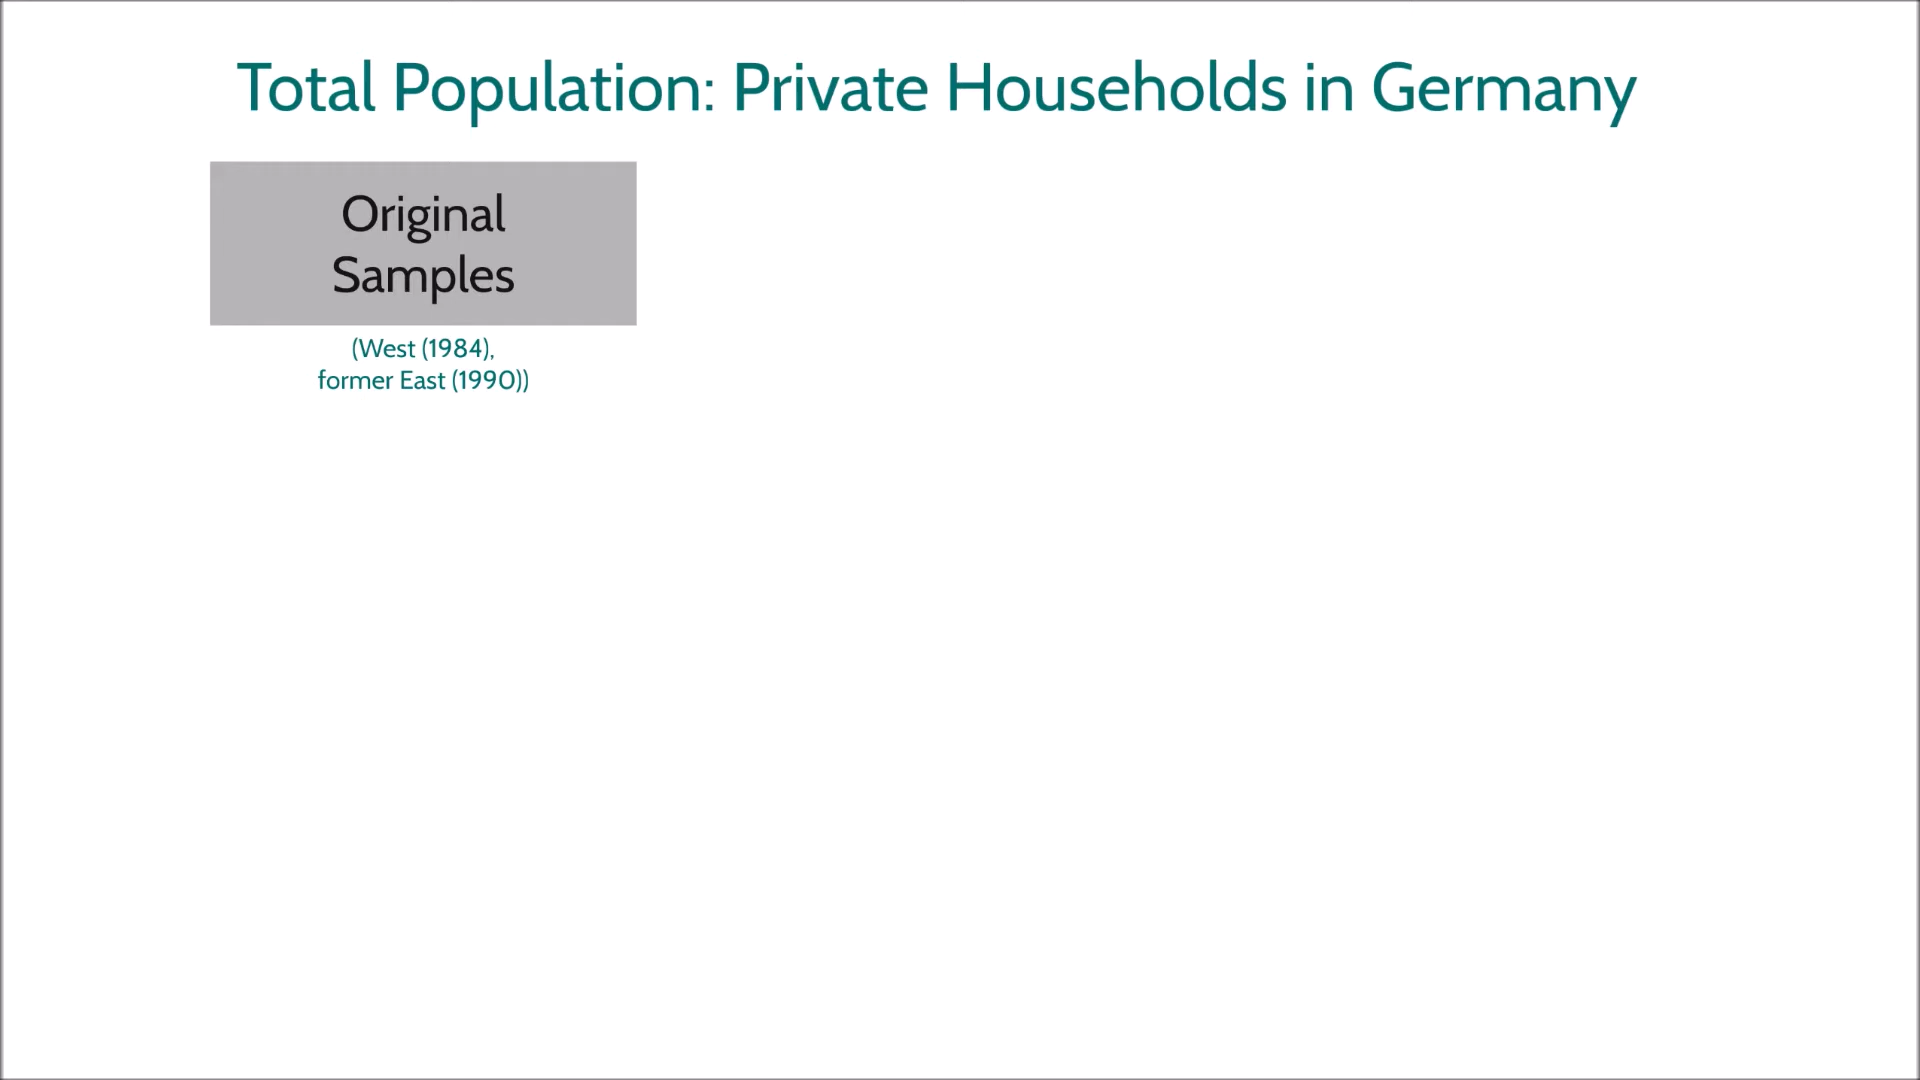 Total Population: Private Households in Germany
Original
Samples
(West (1984),
former East (1990))